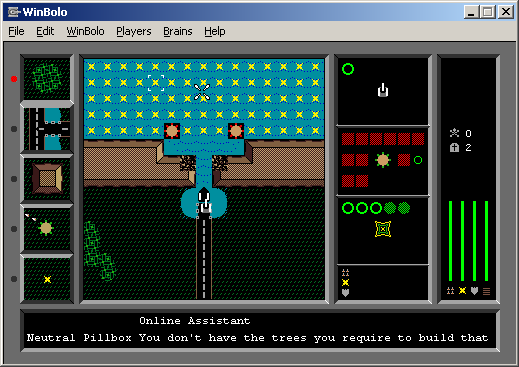 WinBolo
File Edit WinBolo Players Brains Help
0
2
Online Assistant
Neutral Pillbox You don't have the trees you require to build that